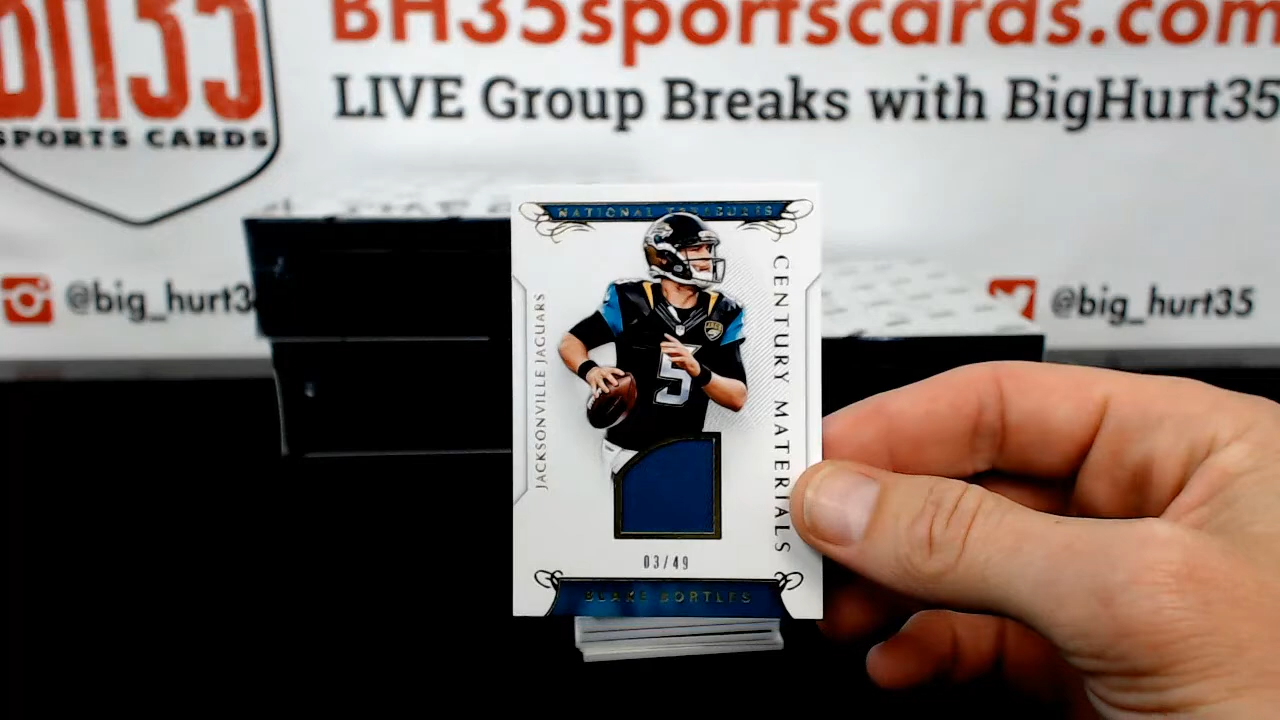 BH35
SPORTS CARDS
BH35sportscards.com
LIVE Group Breaks with BigHurt35
@big_hurt3
@big_hurt35
NATIONAL TREASURES
JACKSONVILLE JAGUARS
CENTURY MATERIALS
5
03/49
BLAKE BORTLES